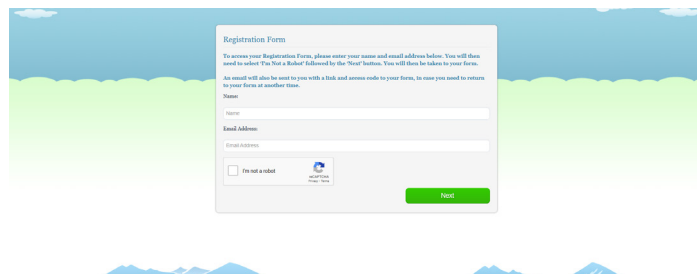 Registration Form
To access your Registration Form, please enter your name and email address below. You will then
need to select 'I'm Not a Robot' followed by the 'Next' button. You will then be taken to your form.
An email will also be sent to you with a link and access code to your form, in case you need to return
to your form at another time.
Name:
Name
Email Address:
Email Address
I'm not a robot
reCAPTCHA
Privacy - Terms
Next